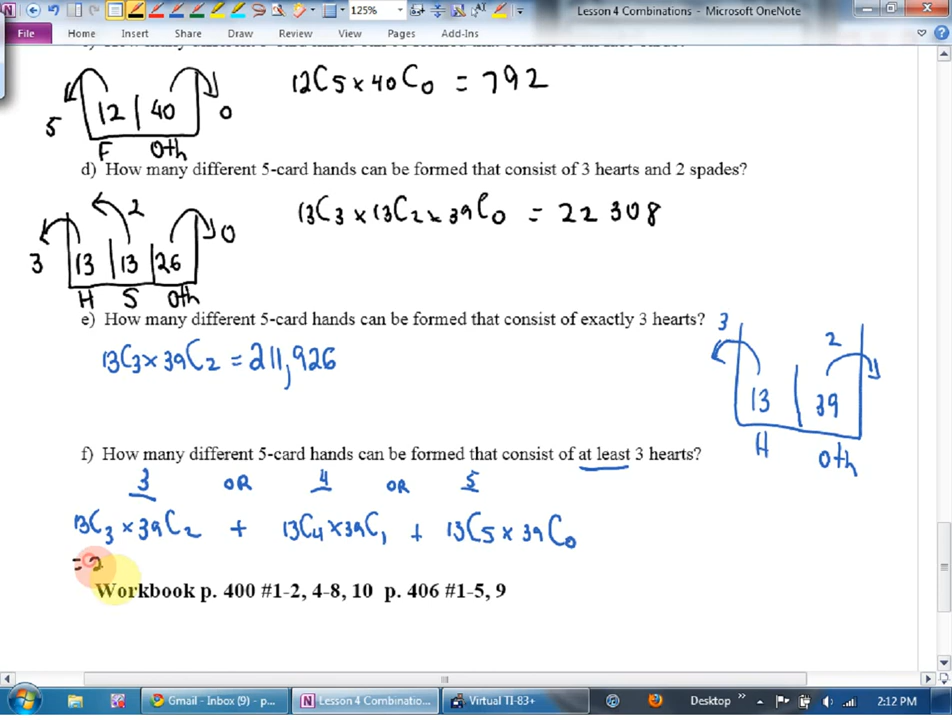 Lesson 4 Combinations - Microsoft OneNote
125%
File Home Insert Share Draw Review View Pages Add-Ins
12C5 x 40C0 = 792
5 12 40 0
F Oth
d) How many different 5-card hands can be formed that consist of 3 hearts and 2 spades?
13C3 x 13C2 x 39C0 = 22 308
2
3 13 13 26 0
H S Oth
e) How many different 5-card hands can be formed that consist of exactly 3 hearts?
13C3 x 39C2 = 211,926
3 2
13 39
H Oth
f) How many different 5-card hands can be formed that consist of at least 3 hearts?
3 OR 4 OR 5
13C3 x 39C2 + 13C4 x 39C1 + 13C5 x 39C0
= 2
Workbook p. 400 #1-2, 4-8, 10 p. 406 #1-5, 9
Gmail - Inbox (9) - p... Lesson 4 Combinatio... Virtual TI-83+ Desktop 2:12 PM